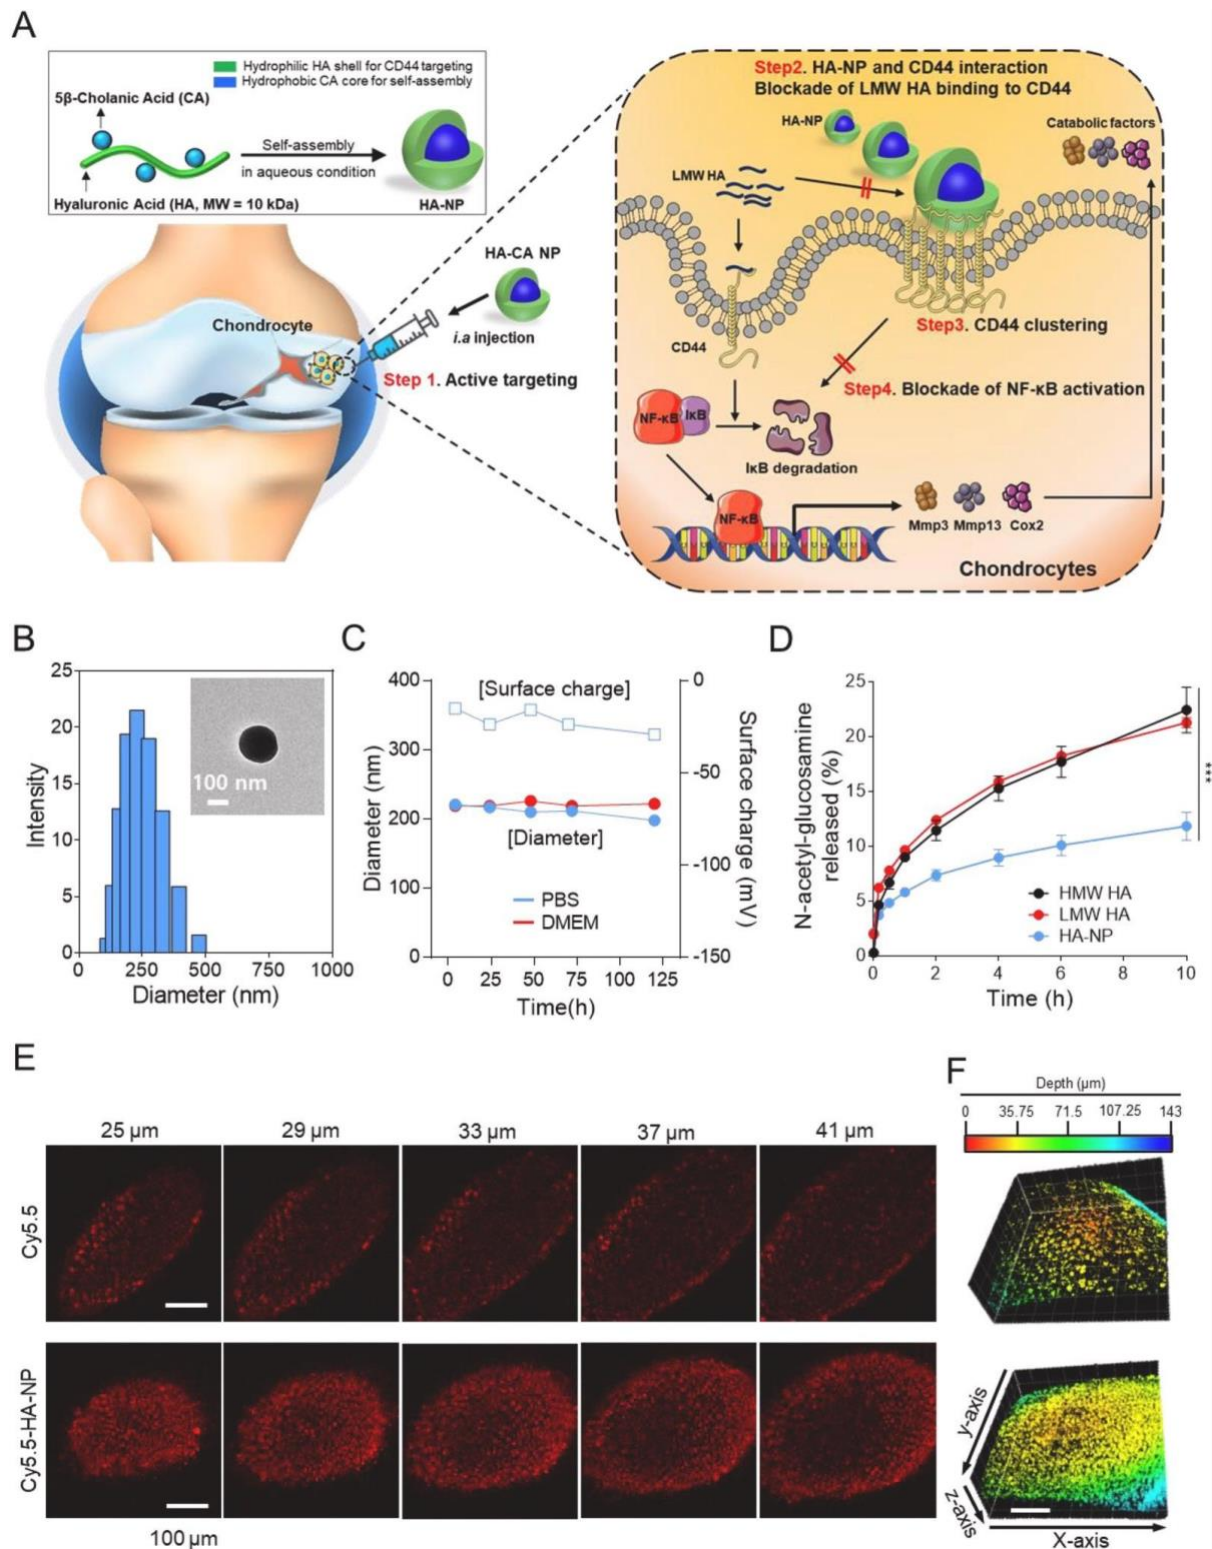 A
Hydrophilic HA shell for CD44 targeting
Hydrophobic CA core for self-assembly
5β-Cholanic Acid (CA)
Self-assembly
in aqueous condition
Hyaluronic Acid (HA, MW = 10 kDa)
HA-NP
HA-CA NP
Chondrocyte
i.a injection
Step 1. Active targeting
Step2. HA-NP and CD44 interaction
Blockade of LMW HA binding to CD44
HA-NP
Catabolic factors
LMW HA
Step3. CD44 clustering
CD44
Step4. Blockade of NF-κB activation
NF-κB
IκB
IκB degradation
NF-κB
Mmp3
Mmp13
Cox2
Chondrocytes
B
25
20
15
10
5
0
Intensity
100 nm
0
250
500
750
1000
Diameter (nm)
C
400
300
200
100
0
Diameter (nm)
[Surface charge]
[Diameter]
PBS
DMEM
0
-50
-100
-150
Surface charge (mV)
0
25
50
75
100
125
Time(h)
D
25
20
15
10
5
0
N-acetyl-glucosamine
released (%)
***
HMW HA
LMW HA
HA-NP
0
2
4
6
8
10
Time (h)
E
25 µm
29 µm
33 µm
37 µm
41 µm
Cy5.5
Cy5.5-HA-NP
100 µm
F
Depth (µm)
0
35.75
71.5
107.25
143
y-axis
z-axis
X-axis